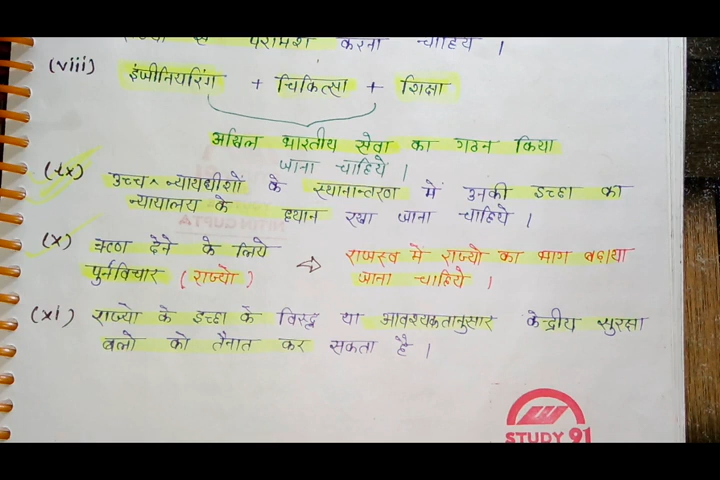 से परामर्श करना चाहिये ।
(viii) इंजीनियरिंग + चिकित्सा + शिक्षा
अखिल भारतीय सेवा का गठन किया
जाना चाहिये ।
(ix) उच्च ^ न्यायधीशों के स्थानान्तरण में उनकी इच्छा का
न्यायालय के ध्यान रखा जाना चाहिये ।
(x) ऋण देने के लिये
पुर्नविचार (राज्यो)
⇒ राजस्व में राज्यो का भाग बढाया
जाना चाहिये ।
(xi) राज्यो के इच्छा के विरुद्ध या आवश्यकतानुसार केन्द्रीय सुरक्षा
बलो को तैनात कर सकता है ।
STUDY 91